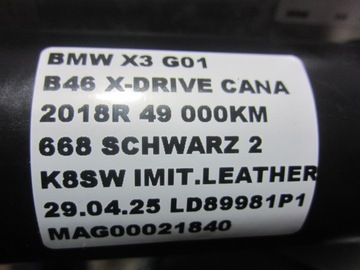 BMW X3 G01
B46 X-DRIVE CANA
2018R 49 000KM
668 SCHWARZ 2
K8SW IMIT.LEATHER
29.04.25 LD89981P1
MAG00021840